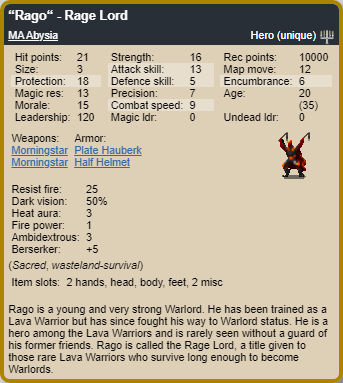 “Rago“ - Rage Lord
MA Abysia Hero (unique)
Hit points: 21 Strength: 16 Rec points: 10000
Size: 3 Attack skill: 13 Map move: 12
Protection: 18 Defence skill: 5 Encumbrance: 6
Magic res: 13 Precision: 7 Age: 20
Morale: 15 Combat speed: 9 (35)
Leadership: 120 Magic ldr: 0 Undead ldr: 0
Weapons: Armor:
Morningstar Plate Hauberk
Morningstar Half Helmet
Resist fire: 25
Dark vision: 50%
Heat aura: 3
Fire power: 1
Ambidextrous: 3
Berserker: +5
(Sacred, wasteland-survival)
Item slots: 2 hands, head, body, feet, 2 misc
Rago is a young and very strong Warlord. He has been trained as a
Lava Warrior but has since fought his way to Warlord status. He is a
hero among the Lava Warriors and is rarely seen without a guard of
his former friends. Rago is called the Rage Lord, a title given to
those rare Lava Warriors who survive long enough to become
Warlords.